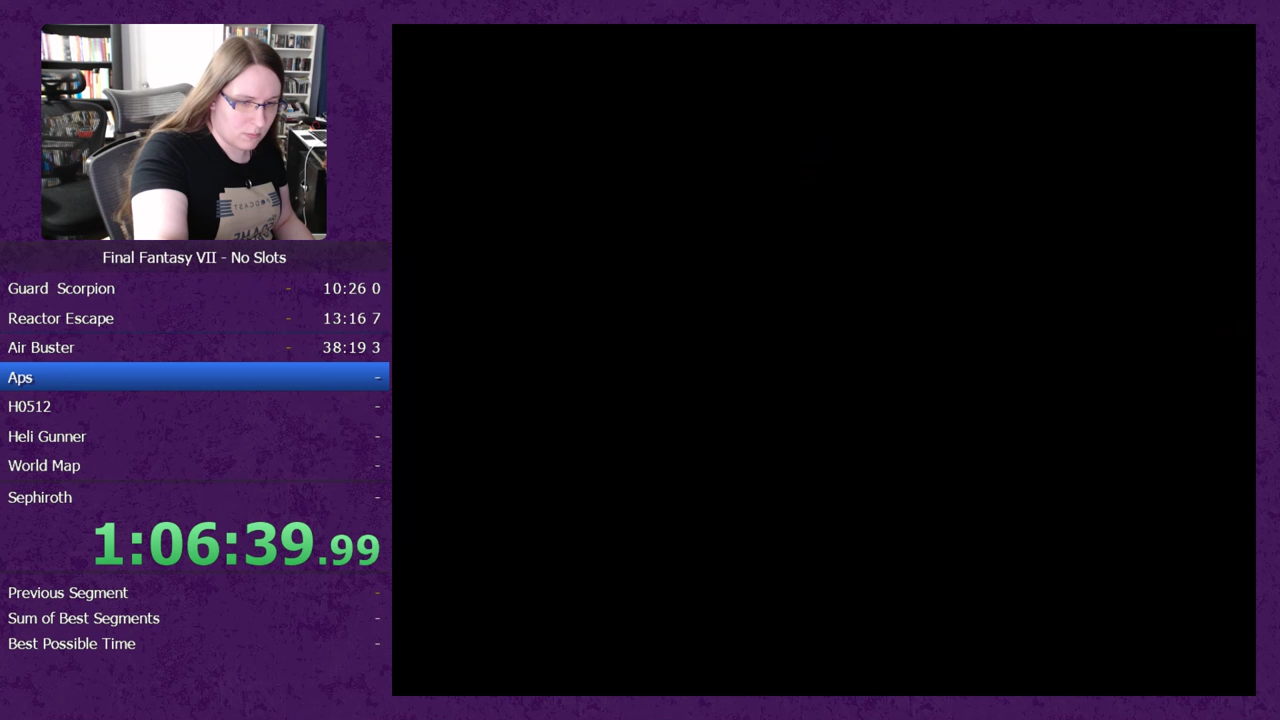 Final Fantasy VII - No Slots
Guard Scorpion - 10:26 0
Reactor Escape - 13:16 7
Air Buster - 38:19 3
Aps -
H0512 -
Heli Gunner -
World Map -
Sephiroth -
1:06:39.99
Previous Segment -
Sum of Best Segments -
Best Possible Time -
PODCAST